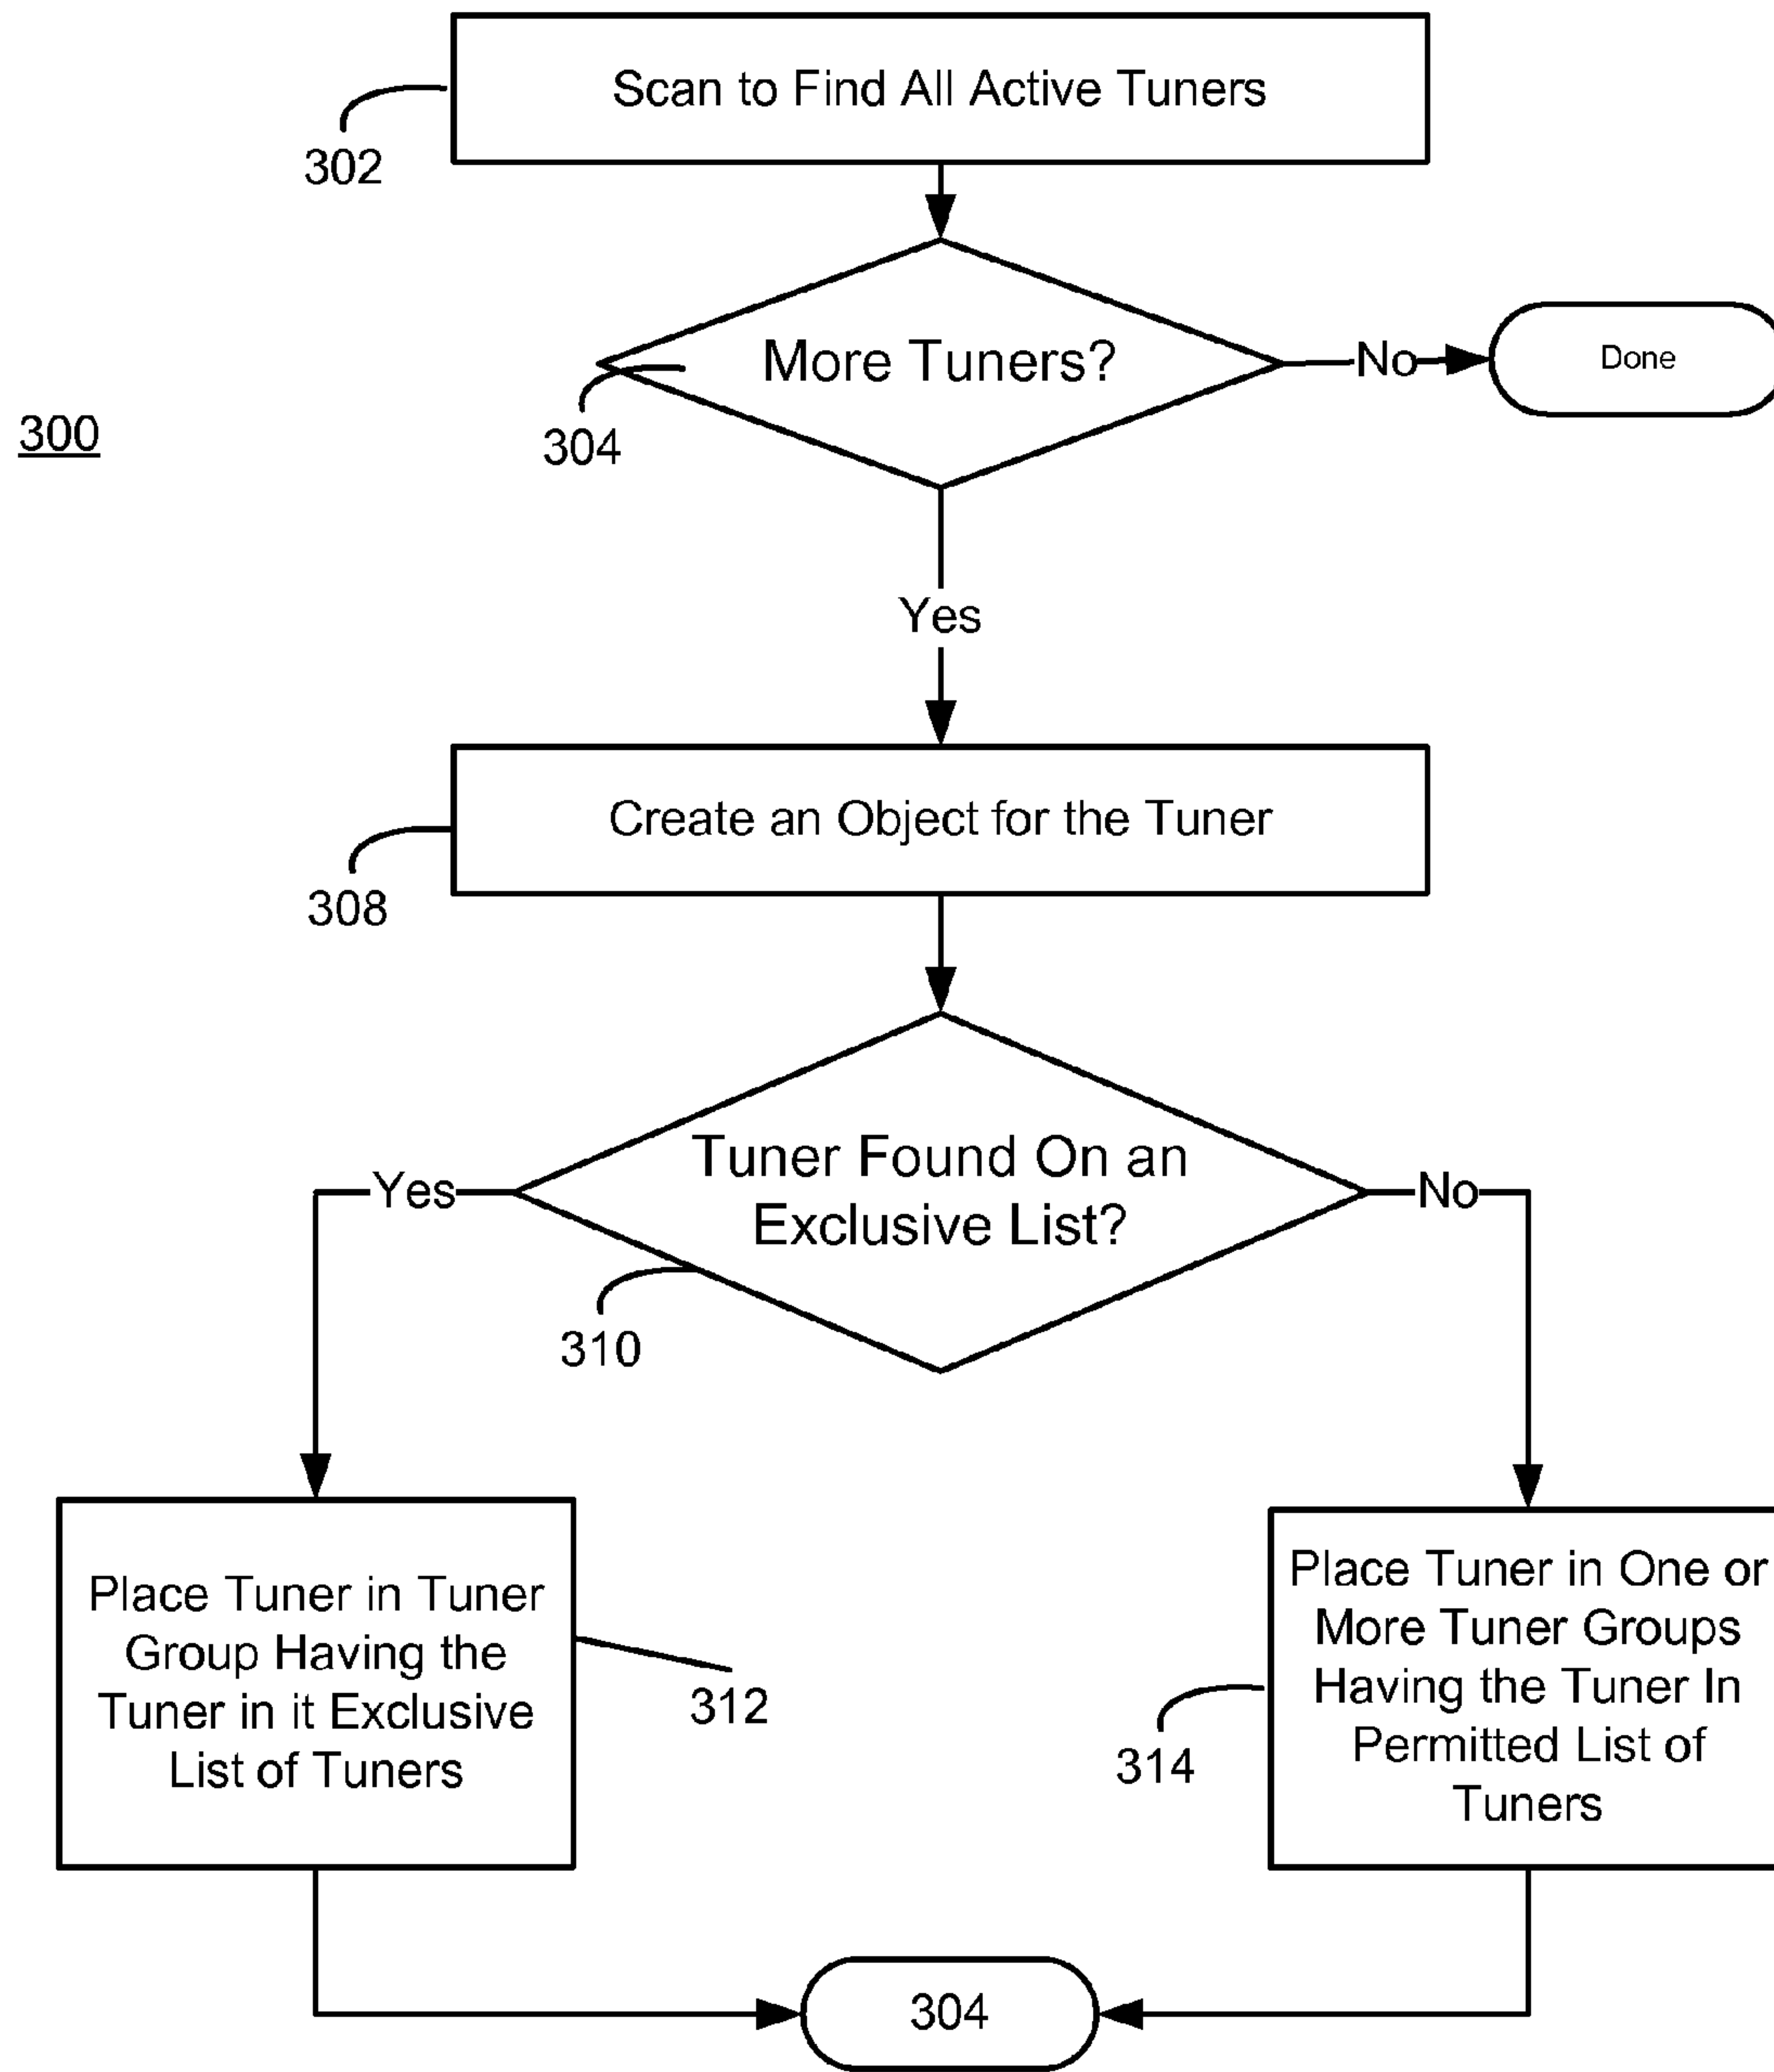 Scan to Find All Active Tuners
302
More Tuners?
No
Done
304
300
Yes
Create an Object for the Tuner
308
Tuner Found On an
Exclusive List?
Yes
No
310
Place Tuner in Tuner
Group Having the
Tuner in it Exclusive
List of Tuners
312
Place Tuner in One or
More Tuner Groups
Having the Tuner In
Permitted List of
Tuners
314
304